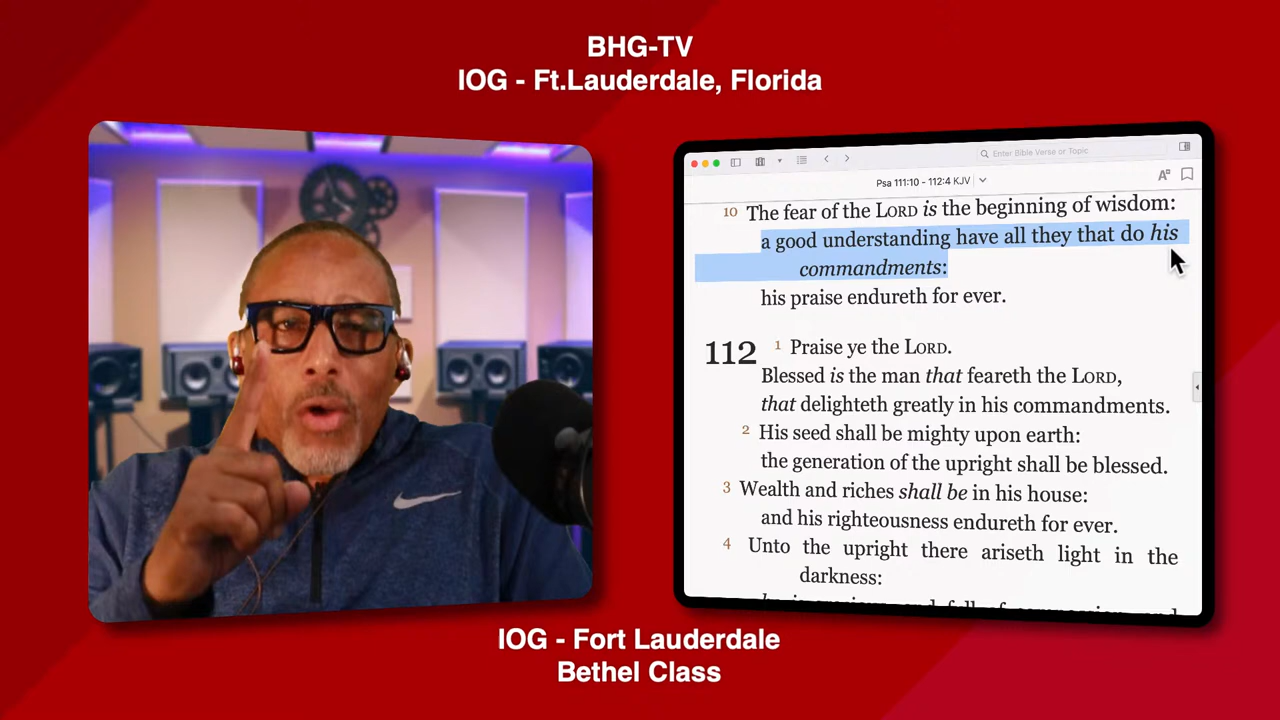 BHG-TV
IOG - Ft.Lauderdale, Florida
Enter Bible Verse or Topic
Psa 111:10 - 112:4 KJV
10 The fear of the LORD is the beginning of wisdom:
a good understanding have all they that do his
commandments:
his praise endureth for ever.
112 1 Praise ye the LORD.
Blessed is the man that feareth the LORD,
that delighteth greatly in his commandments.
2 His seed shall be mighty upon earth:
the generation of the upright shall be blessed.
3 Wealth and riches shall be in his house:
and his righteousness endureth for ever.
4 Unto the upright there ariseth light in the
darkness:
IOG - Fort Lauderdale
Bethel Class